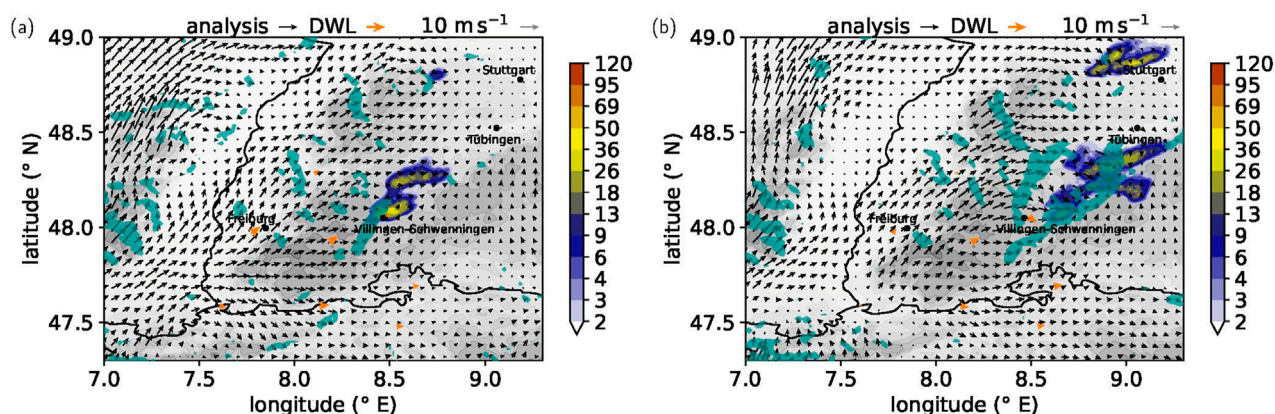 (a) analysis → DWL → 10 m s⁻¹ →
49.0
48.5
48.0
47.5
latitude (° N)
Stuttgart
Tübingen
Freiburg
Villingen-Schwenningen
7.0 7.5 8.0 8.5 9.0
longitude (° E)
120
95
69
50
36
26
18
13
9
6
4
3
2
(b) analysis → DWL → 10 m s⁻¹ →
49.0
48.5
48.0
47.5
latitude (° N)
Stuttgart
Tübingen
Freiburg
Villingen-Schwenningen
7.0 7.5 8.0 8.5 9.0
longitude (° E)
120
95
69
50
36
26
18
13
9
6
4
3
2